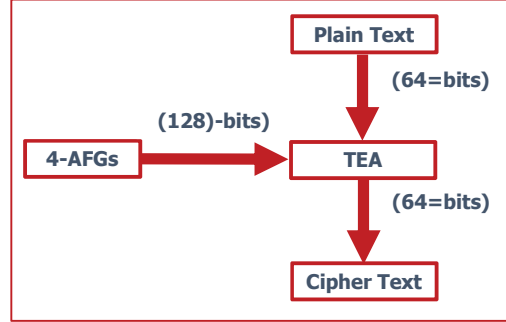 Plain Text
(64=bits)
(128)-bits)
4-AFGs
TEA
(64=bits)
Cipher Text